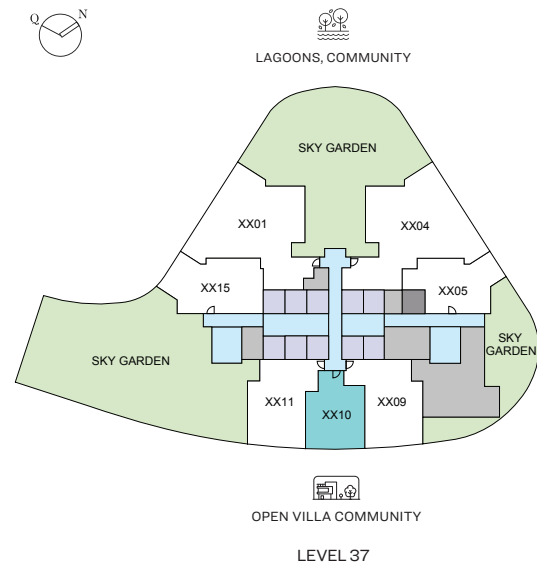 Q N
LAGOONS, COMMUNITY
SKY GARDEN
XX01
XX04
XX15
XX05
SKY GARDEN
SKY
GARDEN
XX11
XX10
XX09
OPEN VILLA COMMUNITY
LEVEL 37